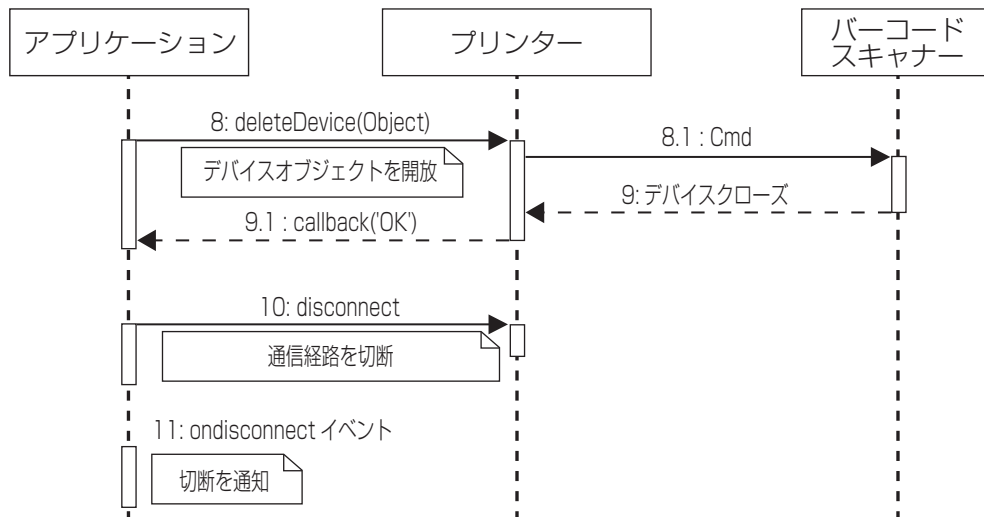 アプリケーション
プリンター
バーコード
スキャナー
8: deleteDevice(Object)
デバイスオブジェクトを開放
8.1 : Cmd
9: デバイスクローズ
9.1 : callback('OK')
10: disconnect
通信経路を切断
11: ondisconnect イベント
切断を通知